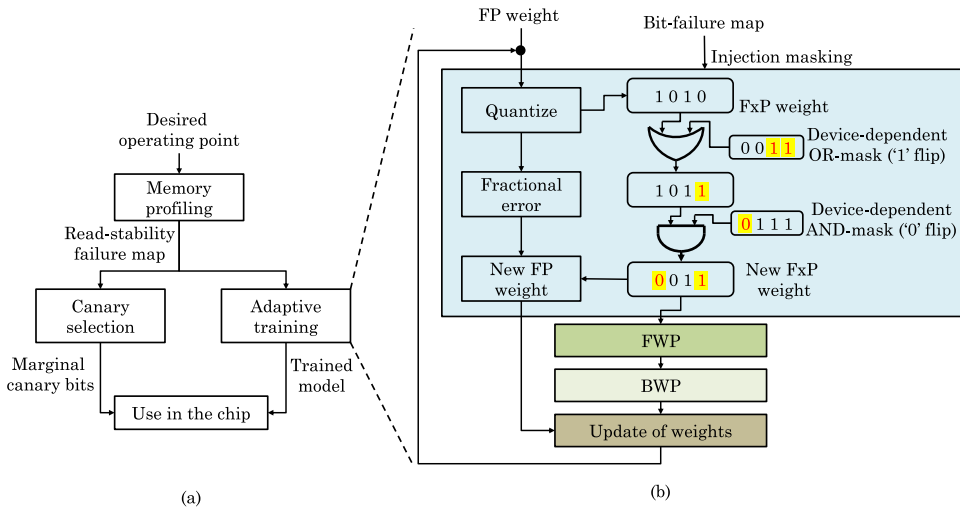 Desired
operating point
Memory
profiling
Read-stability
failure map
Canary
selection
Adaptive
training
Marginal
canary bits
Trained
model
Use in the chip
(a)
FP weight
Bit-failure map
Injection masking
Quantize
1 0 1 0
FxP weight
0 0 1 1
Device-dependent
OR-mask (‘1’ flip)
Fractional
error
1 0 1 1
0 1 1 1
Device-dependent
AND-mask (‘0’ flip)
New FP
weight
0 0 1 1
New FxP
weight
FWP
BWP
Update of weights
(b)